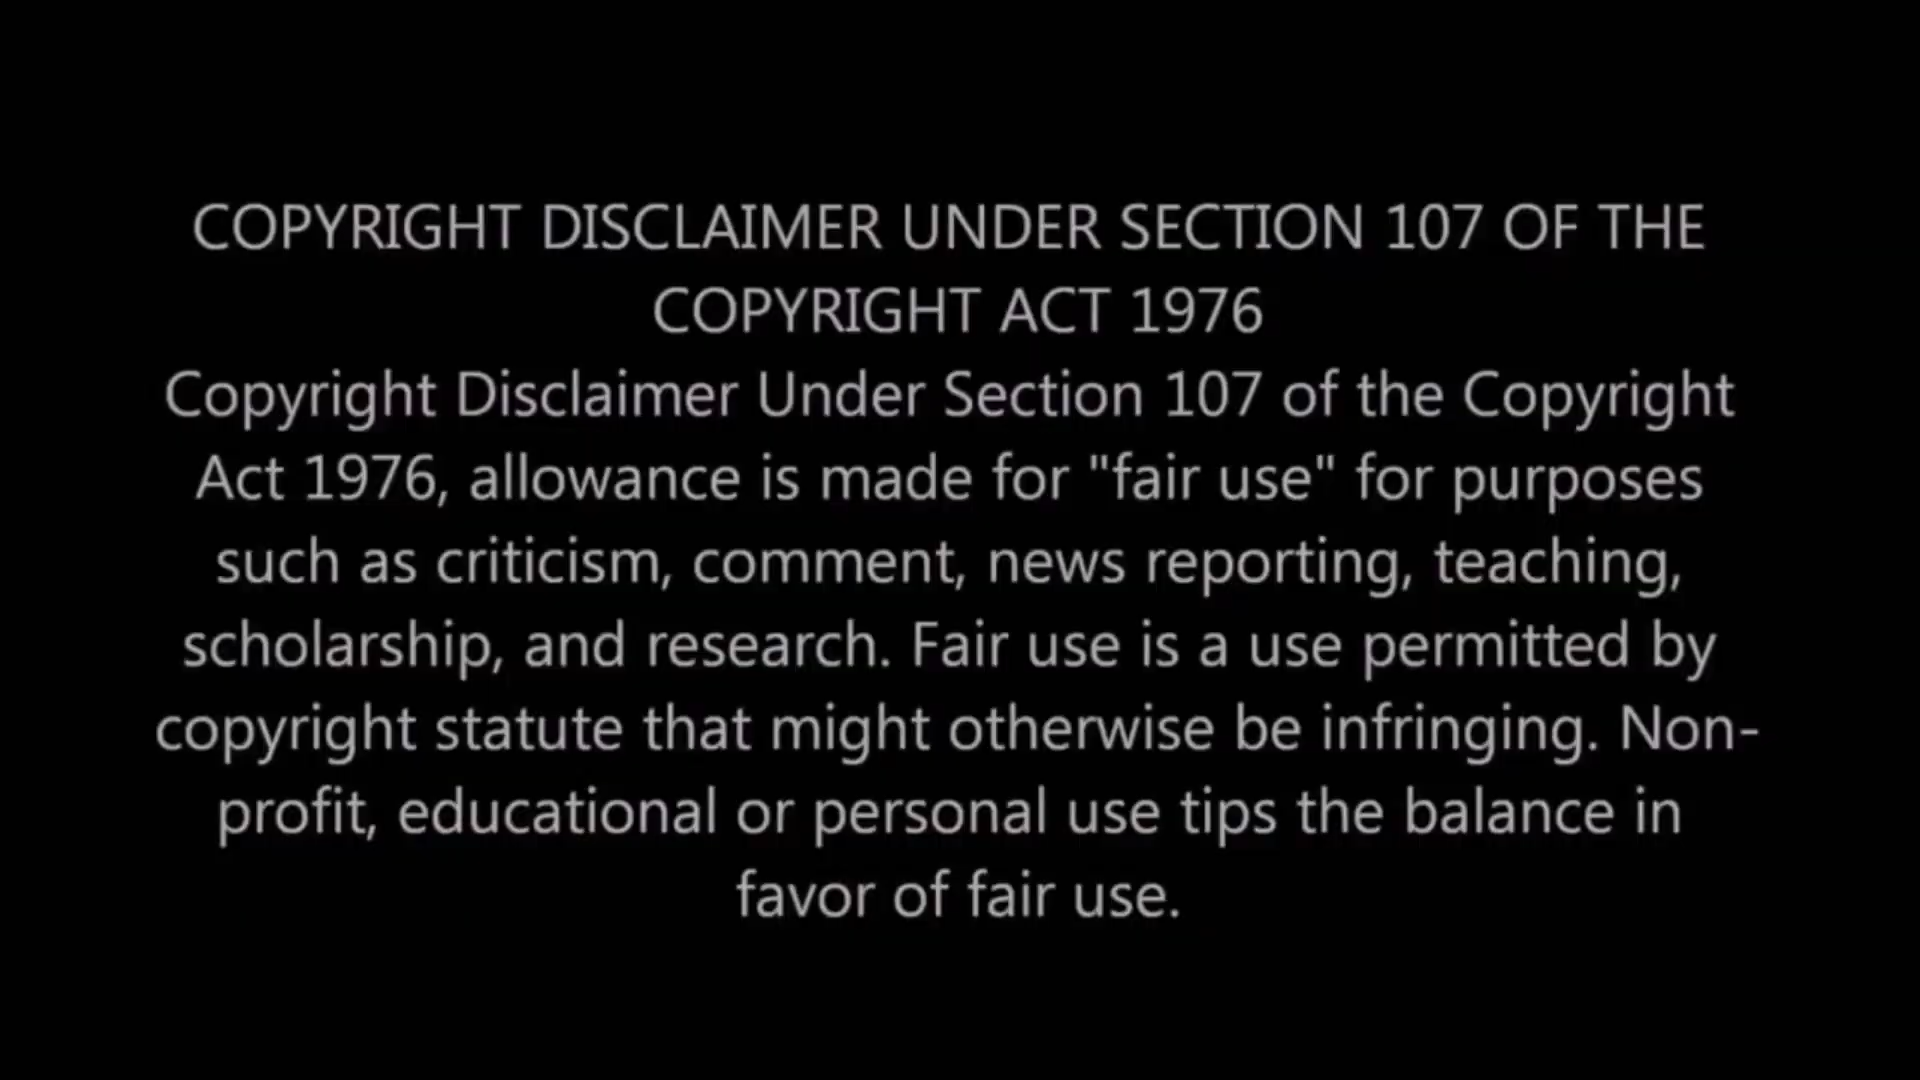 COPYRIGHT DISCLAIMER UNDER SECTION 107 OF THE
COPYRIGHT ACT 1976
Copyright Disclaimer Under Section 107 of the Copyright
Act 1976, allowance is made for "fair use" for purposes
such as criticism, comment, news reporting, teaching,
scholarship, and research. Fair use is a use permitted by
copyright statute that might otherwise be infringing. Non-
profit, educational or personal use tips the balance in
favor of fair use.